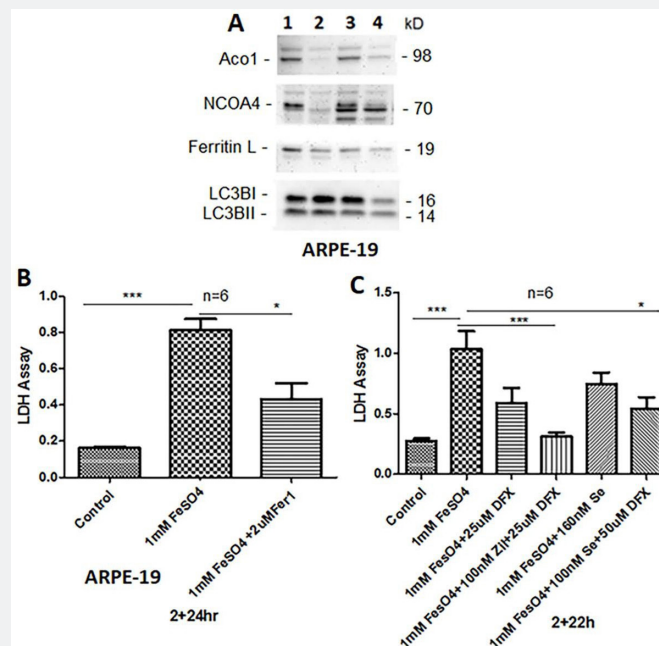 A 1 2 3 4 kD
Aco1 - - 98
NCOA4 - - 70
Ferritin L - - 19
LC3BI - - 16
LC3BII - - 14
ARPE-19
B
*** n=6 *
LDH Assay
1.0
0.8
0.6
0.4
0.2
0.0
Control
1mM FeSO4
1mM FeSO4 +2uMFer1
ARPE-19
2+24hr
C
n=6
*** *** *
LDH Assay
1.5
1.0
0.5
0.0
Control
1mM FeSO4
1mM FesO4+25uM DFX
1mM FesO4+100nM Zil+25uM DFX
1mM FesO4+160nM Se
1mM FesO4+100nM Se+50uM DFX
2+22h